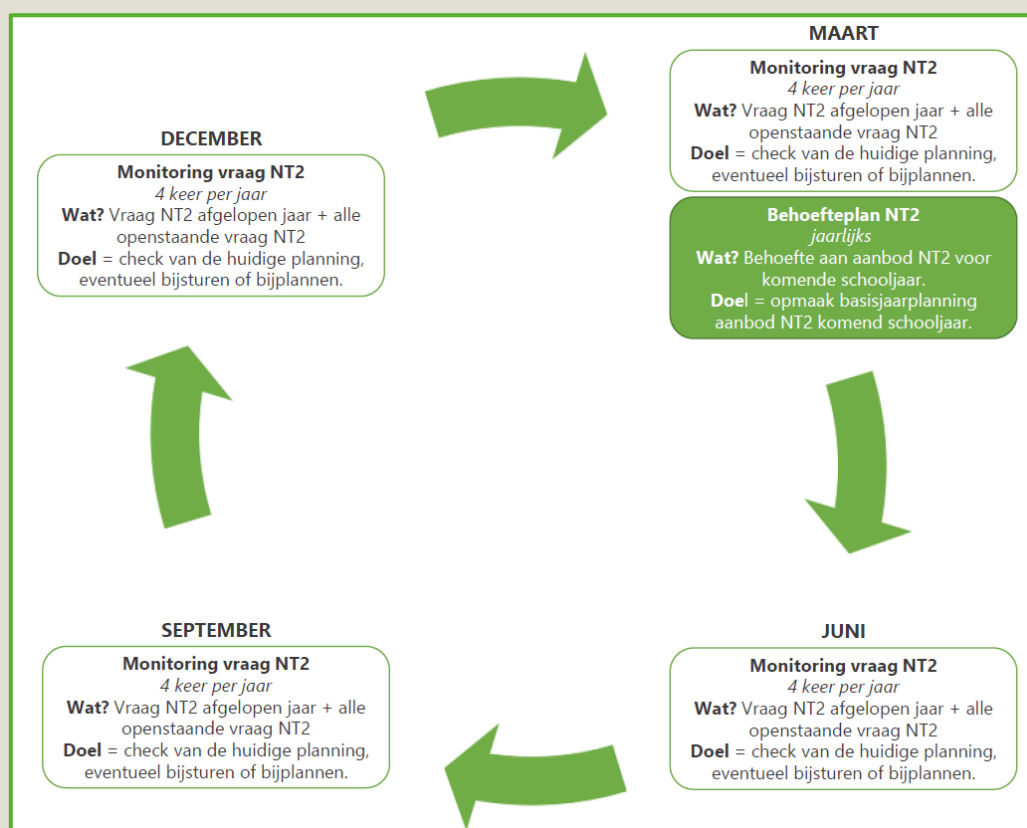 MAART
Monitoring vraag NT2
4 keer per jaar
Wat? Vraag NT2 afgelopen jaar + alle
openstaande vraag NT2
Doel = check van de huidige planning,
eventueel bijsturen of bijplannen.
Behoefteplan NT2
jaarlijks
Wat? Behoefte aan aanbod NT2 voor
komende schooljaar.
Doel = opmaak basisjaarplanning
aanbod NT2 komend schooljaar.
JUNI
Monitoring vraag NT2
4 keer per jaar
Wat? Vraag NT2 afgelopen jaar + alle
openstaande vraag NT2
Doel = check van de huidige planning,
eventueel bijsturen of bijplannen.
SEPTEMBER
Monitoring vraag NT2
4 keer per jaar
Wat? Vraag NT2 afgelopen jaar + alle
openstaande vraag NT2
Doel = check van de huidige planning,
eventueel bijsturen of bijplannen.
DECEMBER
Monitoring vraag NT2
4 keer per jaar
Wat? Vraag NT2 afgelopen jaar + alle
openstaande vraag NT2
Doel = check van de huidige planning,
eventueel bijsturen of bijplannen.